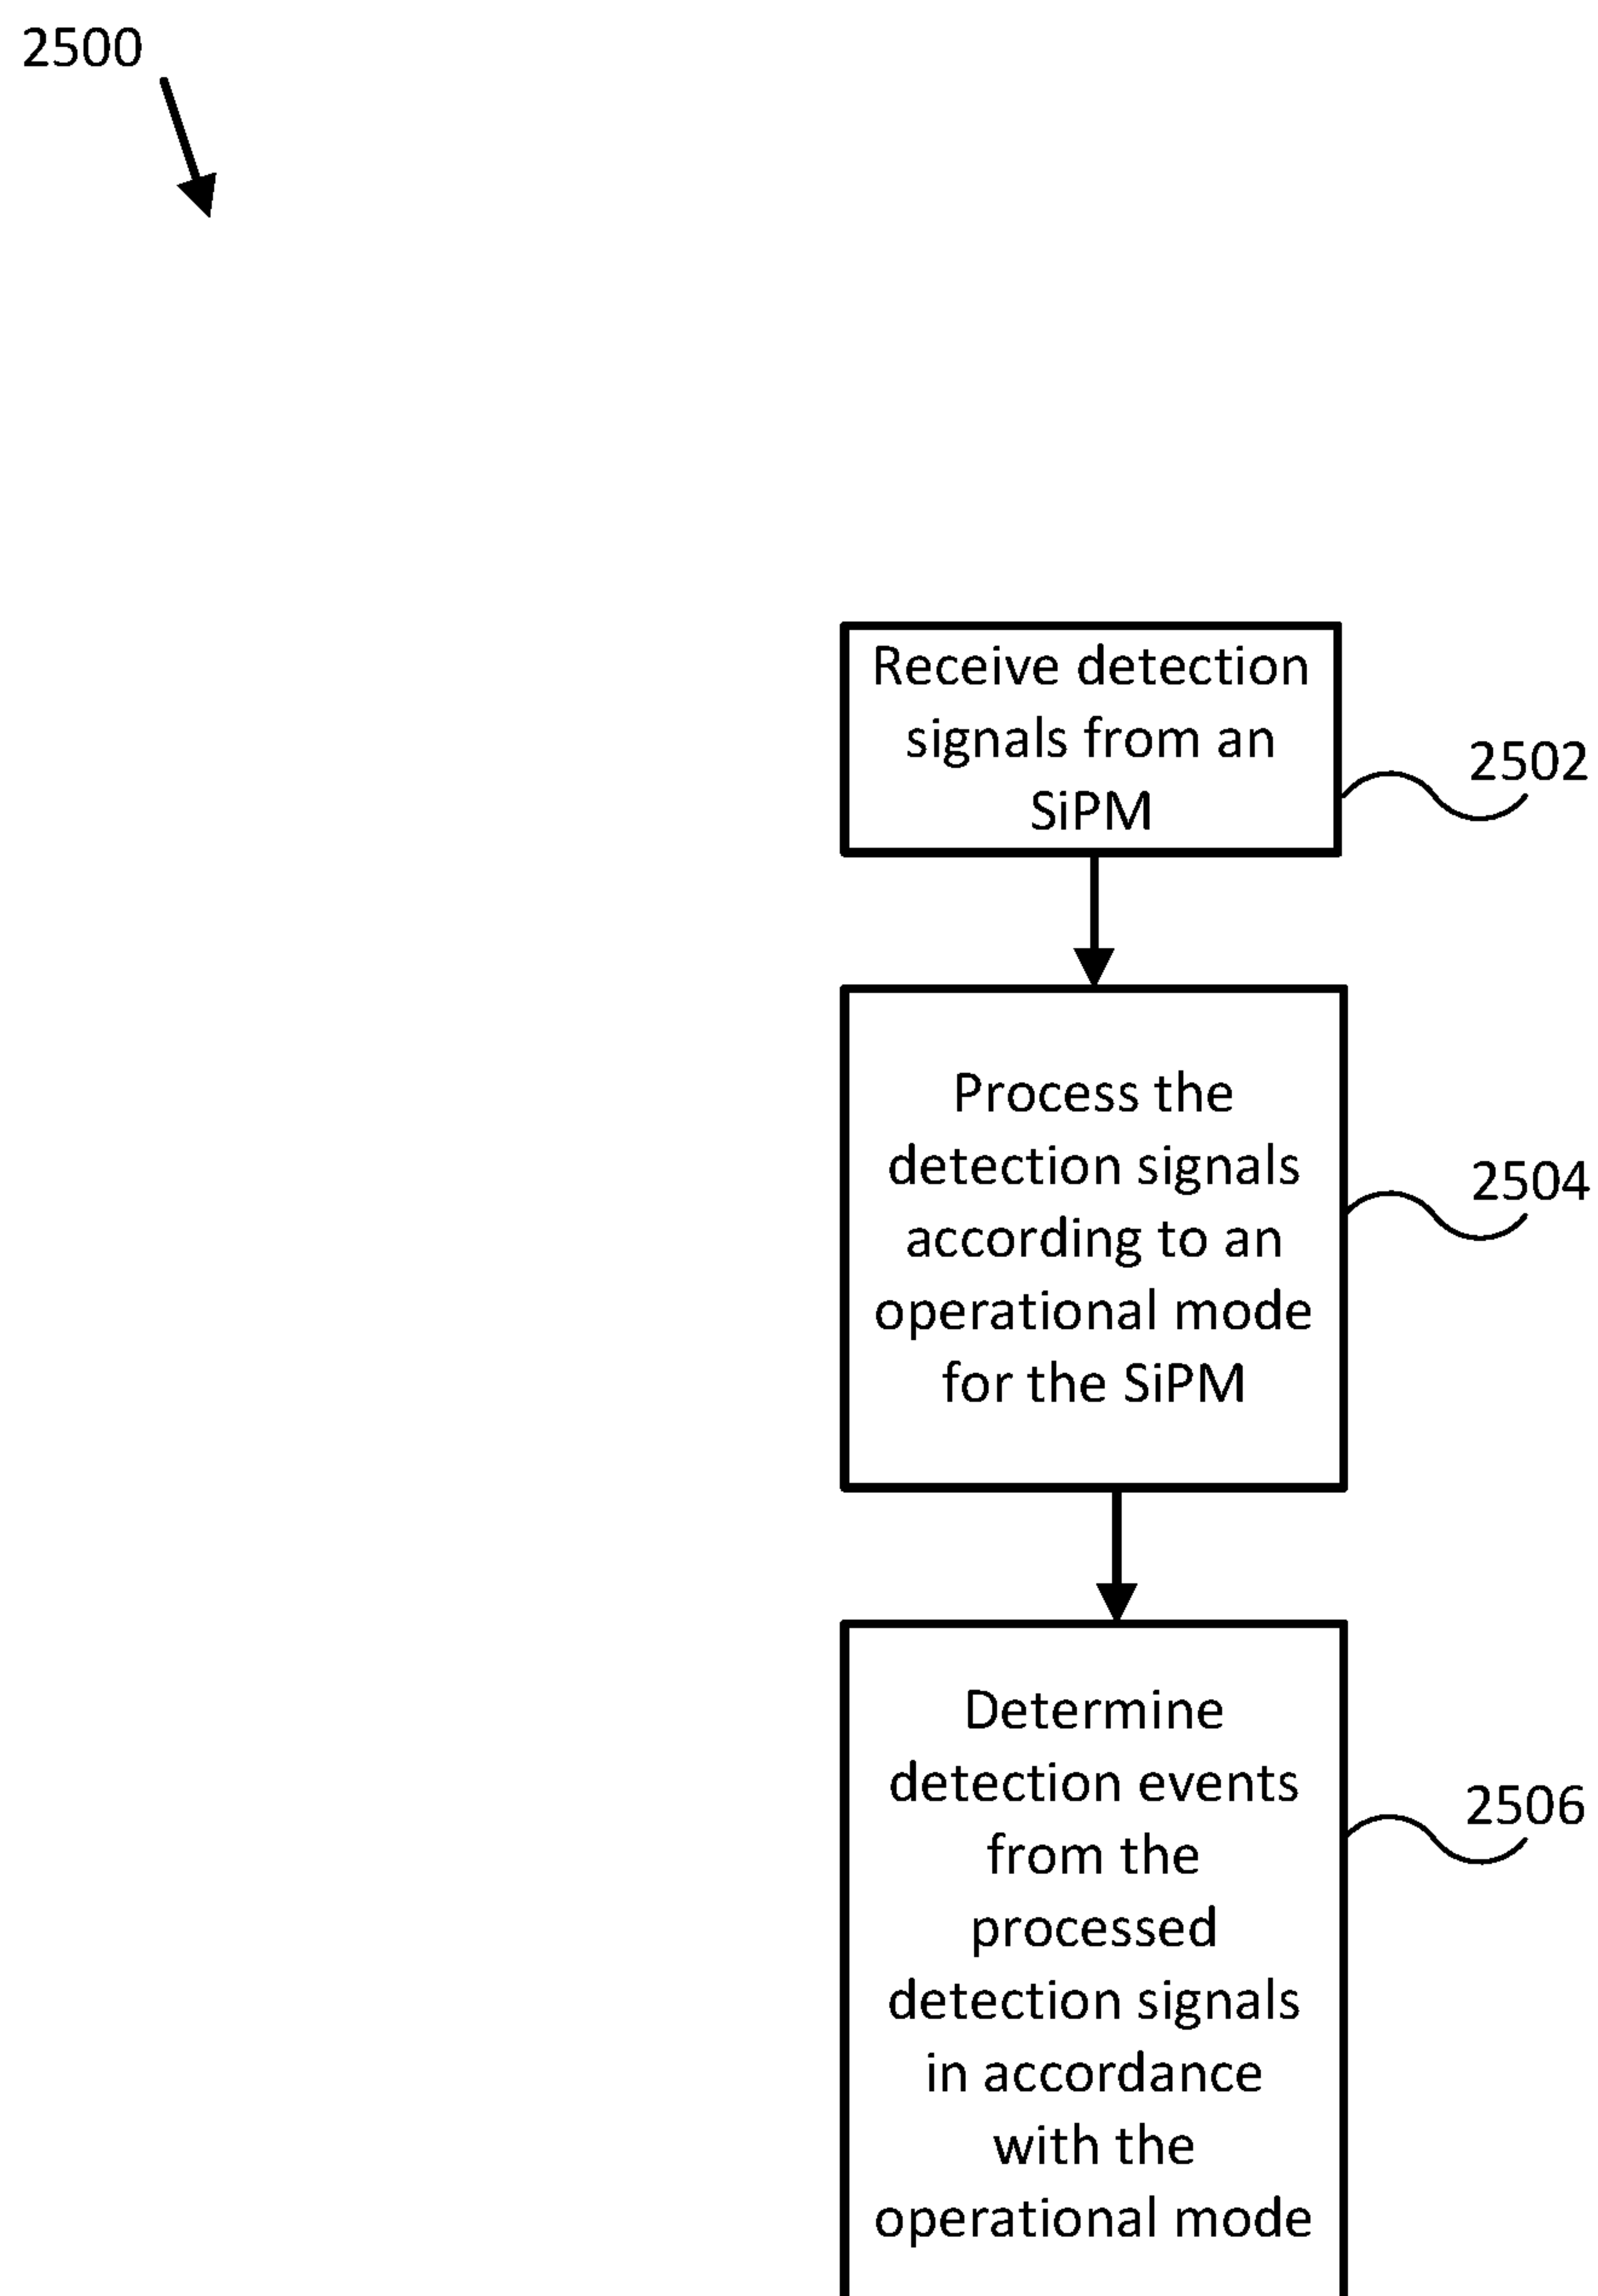 2500
Receive detection
signals from an
SiPM
2502
Process the
detection signals
according to an
operational mode
for the SiPM
2504
Determine
detection events
from the
processed
detection signals
in accordance
with the
operational mode
2506